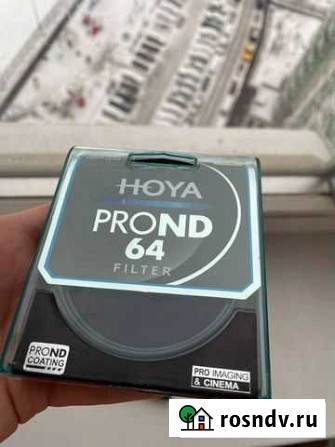 HOYA
PROND
64
FILTER
PROND
COATING
PRO IMAGING
& CINEMA
rosndv.ru